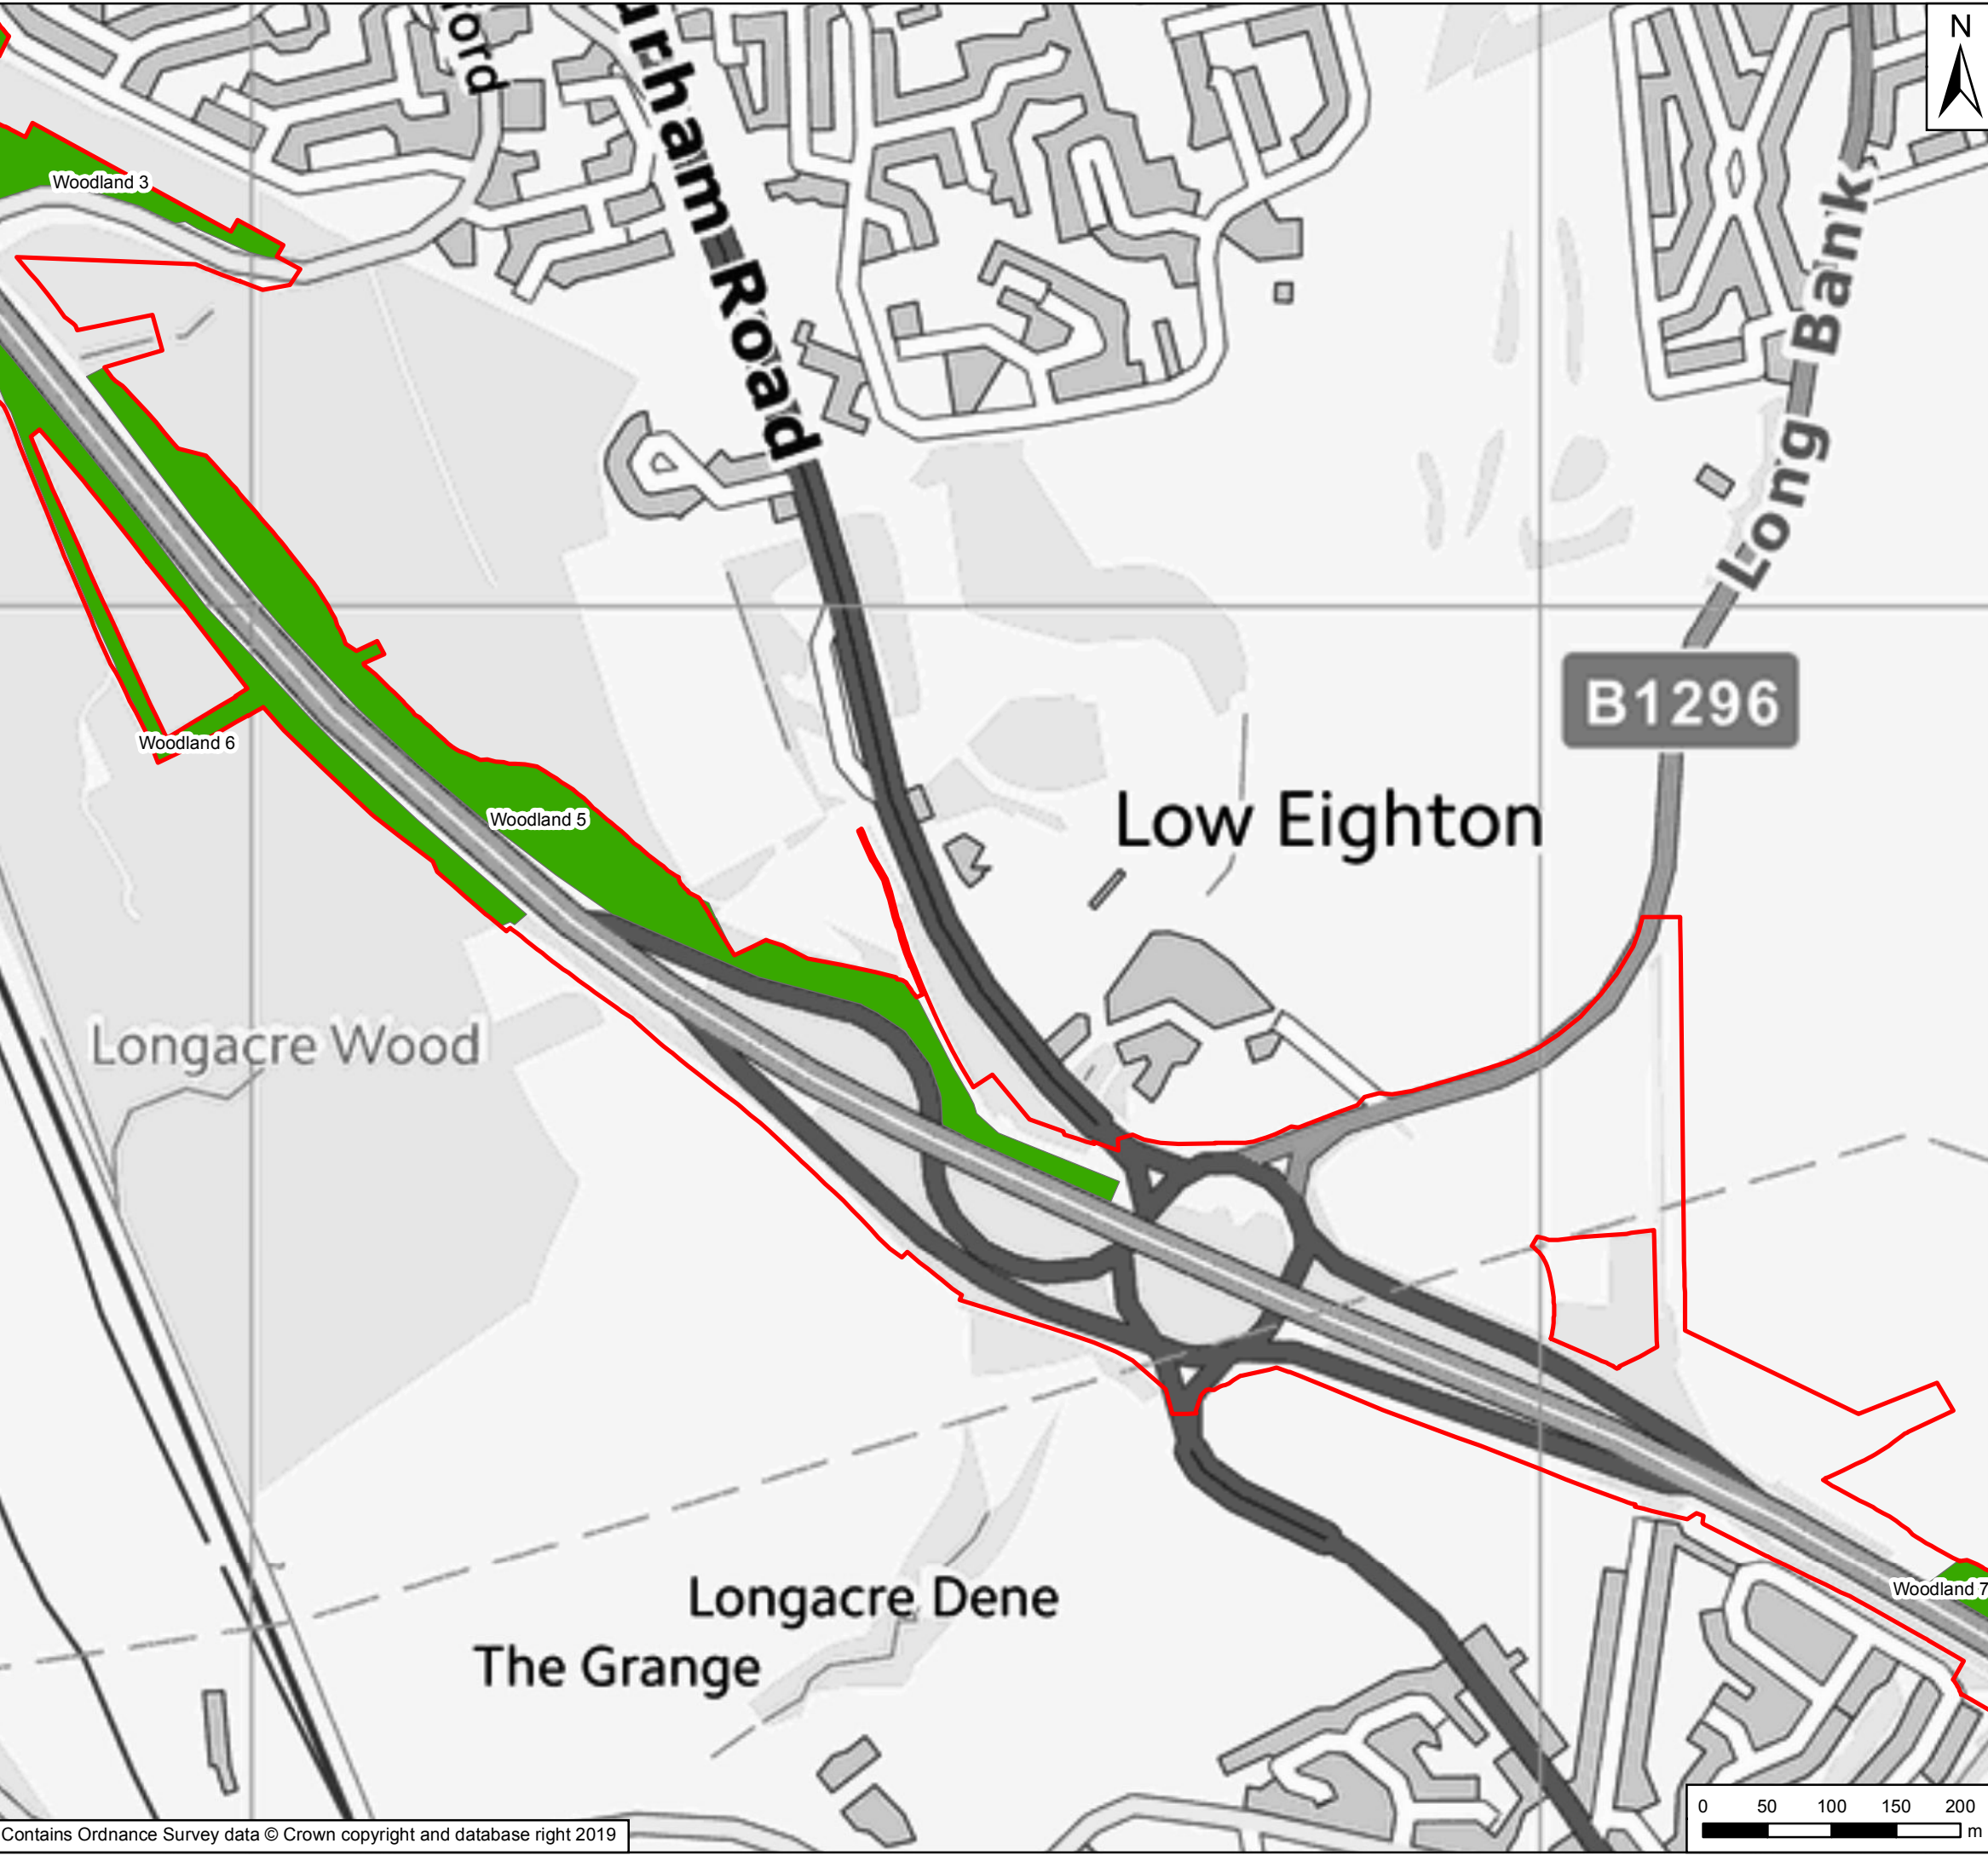 N
Woodland 3
Road
Long Bank
B1296
Woodland 6
Woodland 5
Low Eighton
Longacre Wood
Longacre Dene
The Grange
Woodland 7
0 50 100 150 200
m
Contains Ordnance Survey data © Crown copyright and database right 2019